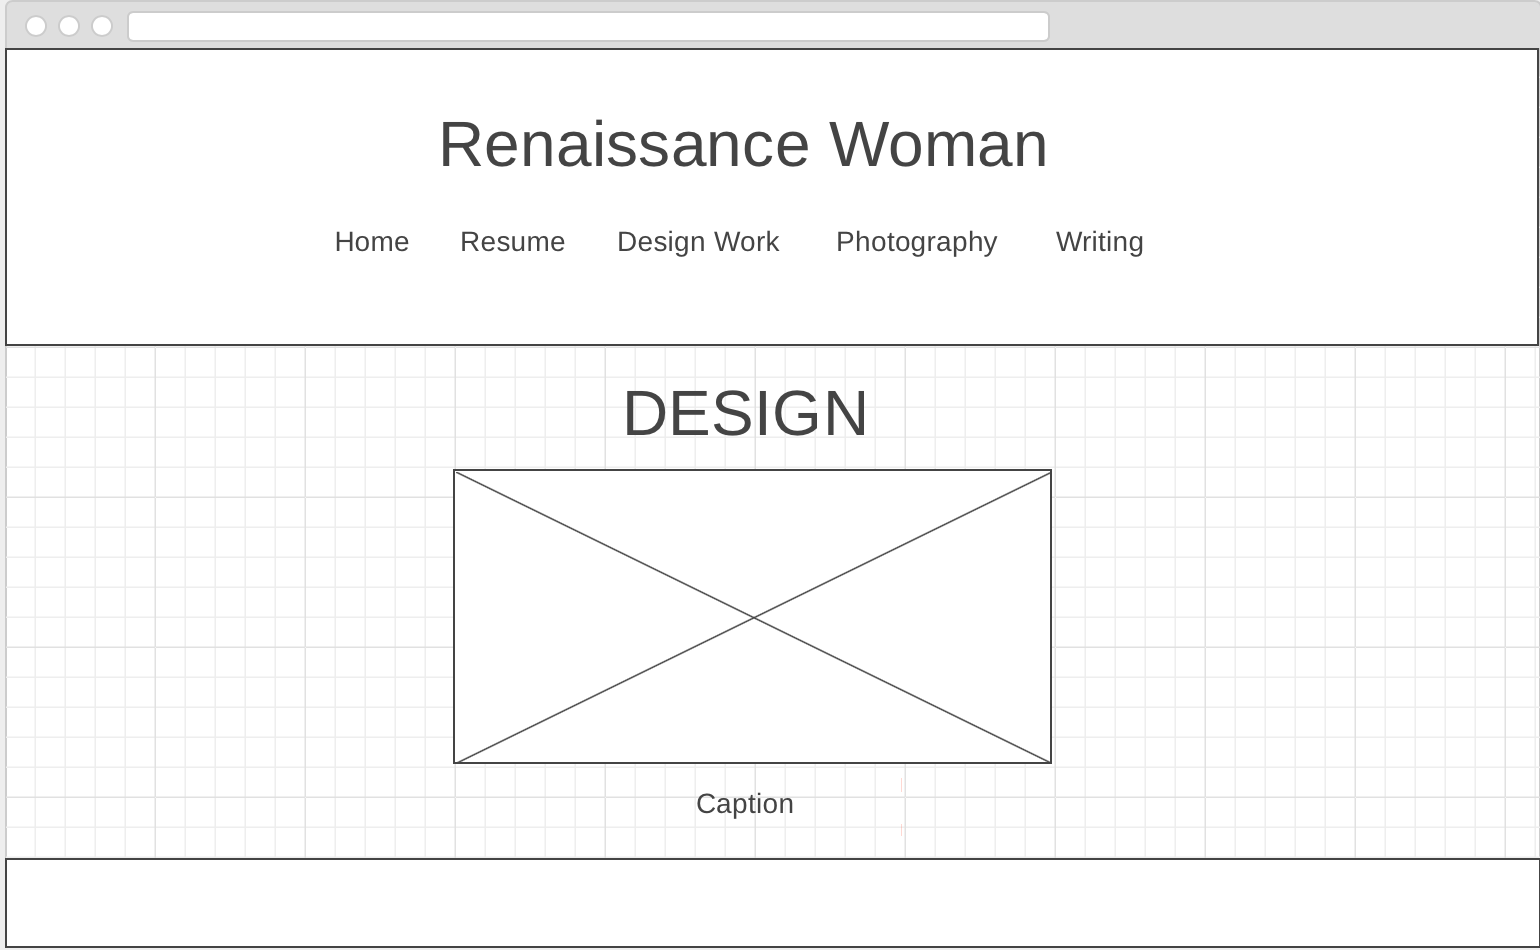 Renaissance Woman
Home Resume Design Work Photography Writing
DESIGN
Caption